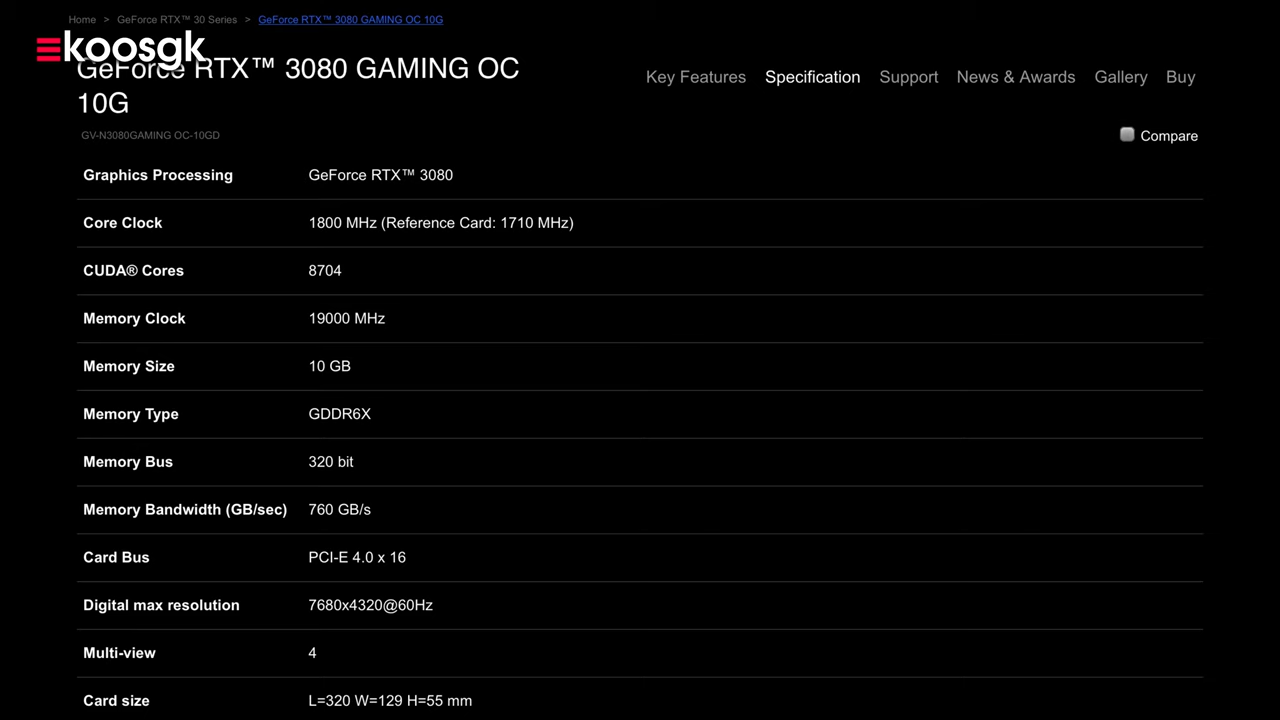 Home > GeForce RTX™ 30 Series > GeForce RTX™ 3080 GAMING OC 10G
koosgk
GeForce RTX™ 3080 GAMING OC
10G
Key Features Specification Support News & Awards Gallery Buy
GV-N3080GAMING OC-10GD
Compare
Graphics Processing GeForce RTX™ 3080
Core Clock 1800 MHz (Reference Card: 1710 MHz)
CUDA® Cores 8704
Memory Clock 19000 MHz
Memory Size 10 GB
Memory Type GDDR6X
Memory Bus 320 bit
Memory Bandwidth (GB/sec) 760 GB/s
Card Bus PCI-E 4.0 x 16
Digital max resolution 7680x4320@60Hz
Multi-view 4
Card size L=320 W=129 H=55 mm